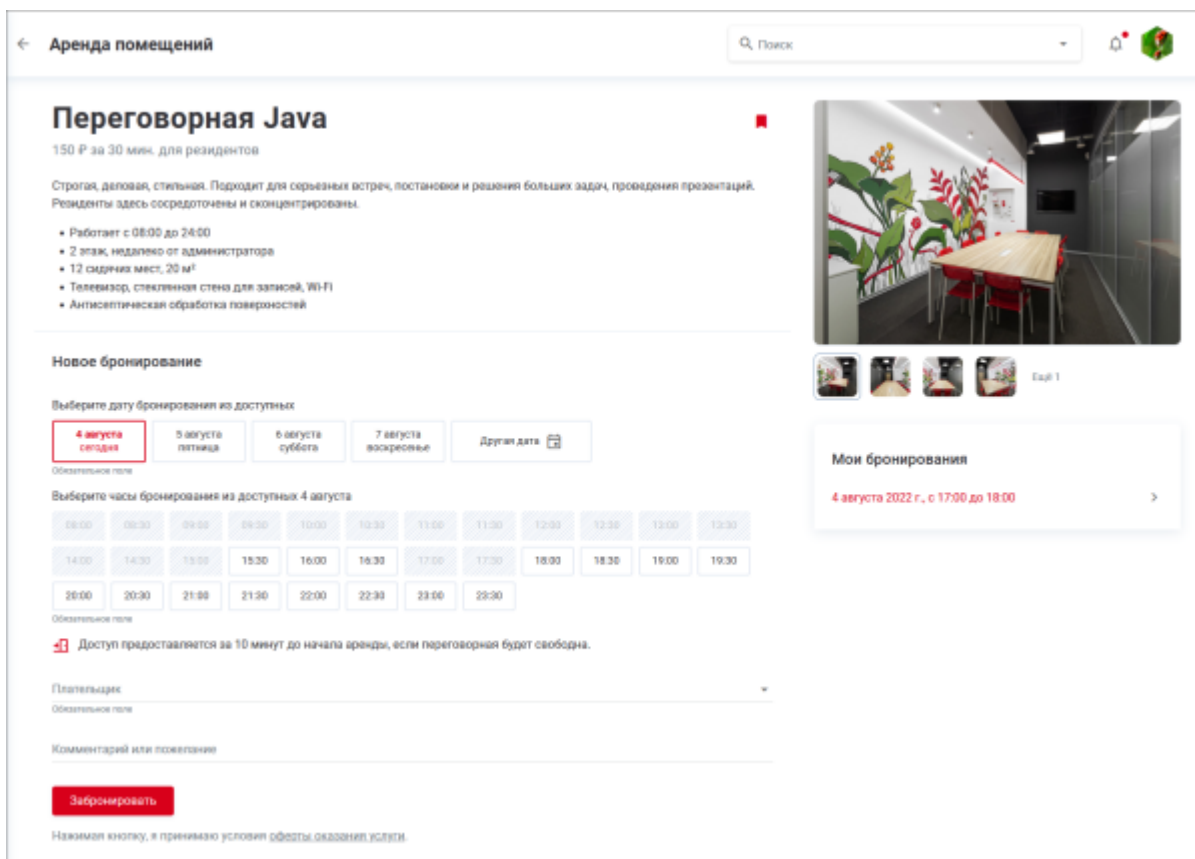 Аренда помещений
Поиск
Переговорная Java
150 ₽ за 30 мин. для резидентов
Строгая, деловая, стильная. Подходит для серьезных встреч, постановки и решения больших задач, проведения презентаций.
Резиденты здесь сосредоточены и сконцентрированы.
• Работает с 08:00 до 24:00
• 2 этаж, недалеко от администратора
• 12 сидячих мест, 20 м²
• Телевизор, стеклянная стена для записей, Wi-Fi
• Антисептическая обработка поверхностей
Ещё 1
Новое бронирование
Выберите дату бронирования из доступных
4 августа 5 августа 6 августа 7 августа Другая дата
сегодня пятница суббота воскресенье
Обязательное поле
Выберите часы бронирования из доступных 4 августа
08:00 08:30 09:00 09:30 10:00 10:30 11:00 11:30 12:00 12:30 13:00 13:30
14:00 14:30 15:00 15:30 16:00 16:30 17:00 17:30 18:00 18:30 19:00 19:30
20:00 20:30 21:00 21:30 22:00 22:30 23:00 23:30
Обязательное поле
Доступ предоставляется за 10 минут до начала аренды, если переговорная будет свободна.
Плательщик
Обязательное поле
Комментарий или пожелание
Забронировать
Нажимая кнопку, я принимаю условия оферты оказания услуги.
Мои бронирования
4 августа 2022 г., с 17:00 до 18:00